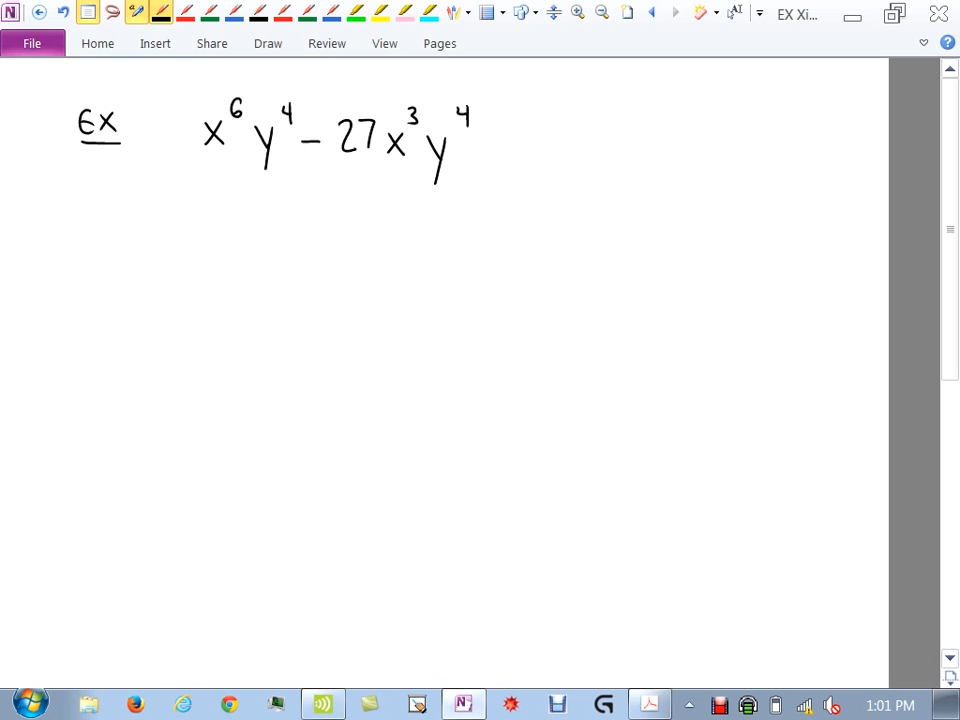 EX Xi...
File Home Insert Share Draw Review View Pages
EX x⁶y⁴ − 27x³y⁴
1:01 PM